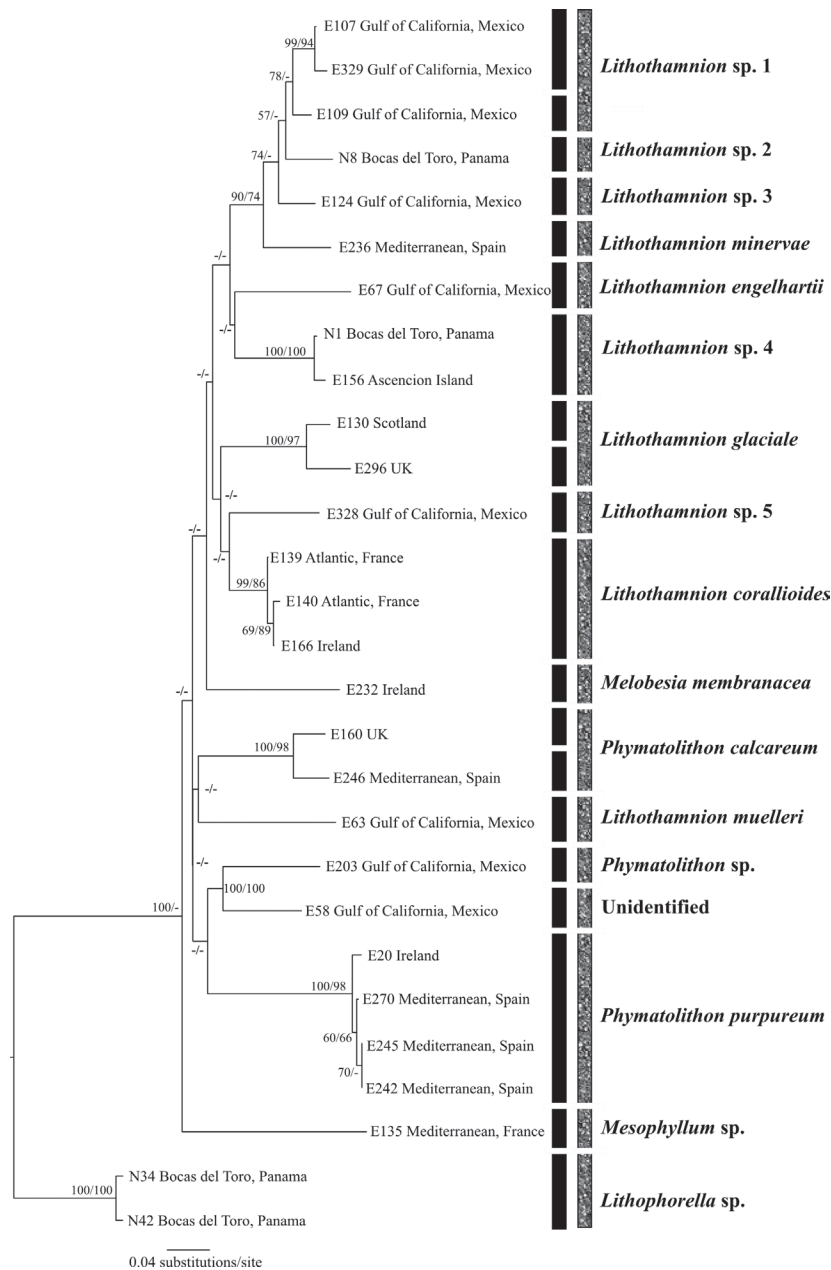 99/94
E107 Gulf of California, Mexico
E329 Gulf of California, Mexico
Lithothamnion sp. 1
78/-
E109 Gulf of California, Mexico
57/-
N8 Bocas del Toro, Panama
Lithothamnion sp. 2
74/-
E124 Gulf of California, Mexico
Lithothamnion sp. 3
90/74
E236 Mediterranean, Spain
Lithothamnion minervae
-/-
E67 Gulf of California, Mexico
Lithothamnion engelhartii
-/-
N1 Bocas del Toro, Panama
Lithothamnion sp. 4
100/100
E156 Ascencion Island
-/-
E130 Scotland
100/97
Lithothamnion glaciale
E296 UK
-/-
E328 Gulf of California, Mexico
Lithothamnion sp. 5
-/-
-/-
E139 Atlantic, France
99/86
Lithothamnion corallioides
E140 Atlantic, France
69/89
E166 Ireland
-/-
E232 Ireland
Melobesia membranacea
E160 UK
100/98
Phymatolithon calcareum
E246 Mediterranean, Spain
-/-
E63 Gulf of California, Mexico
Lithothamnion muelleri
-/-
E203 Gulf of California, Mexico
Phymatolithon sp.
100/100
E58 Gulf of California, Mexico
Unidentified
100/-
-/-
E20 Ireland
100/98
E270 Mediterranean, Spain
Phymatolithon purpureum
60/66
E245 Mediterranean, Spain
70/-
E242 Mediterranean, Spain
E135 Mediterranean, France
Mesophyllum sp.
N34 Bocas del Toro, Panama
100/100
Lithophorella sp.
N42 Bocas del Toro, Panama
0.04 substitutions/site